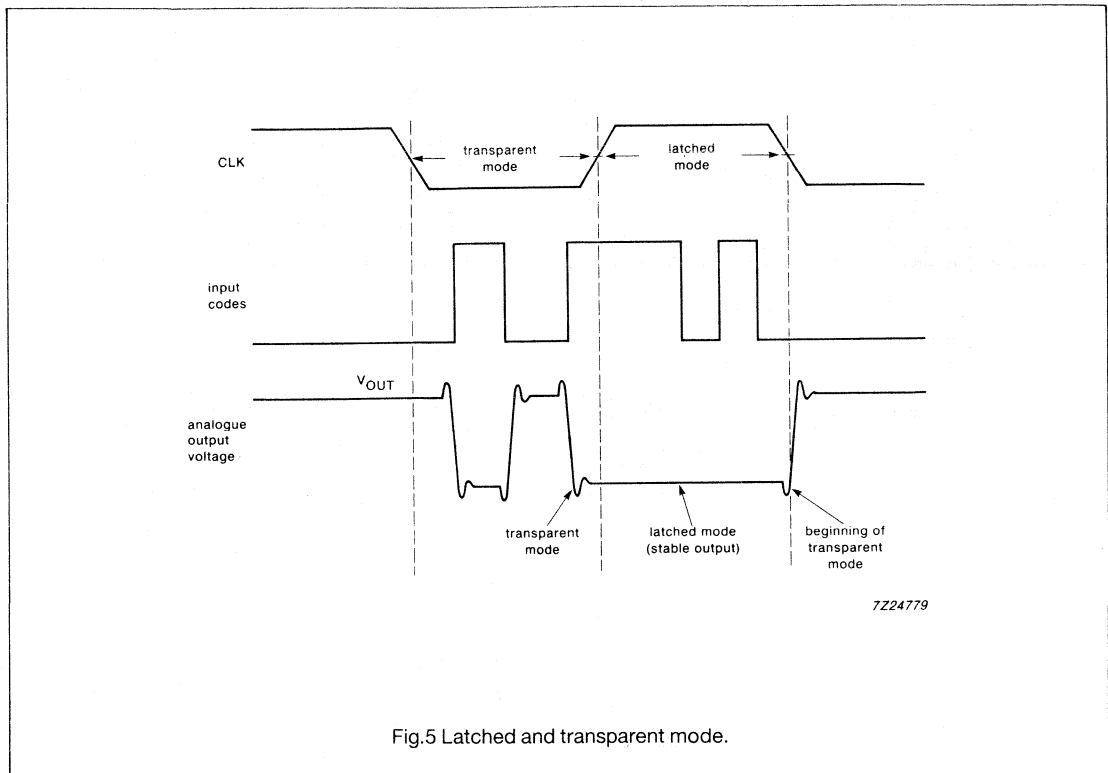 CLK
transparent
mode
latched
mode
input
codes
VOUT
analogue
output
voltage
transparent
mode
latched mode
(stable output)
beginning of
transparent
mode
7Z24779
Fig.5 Latched and transparent mode.